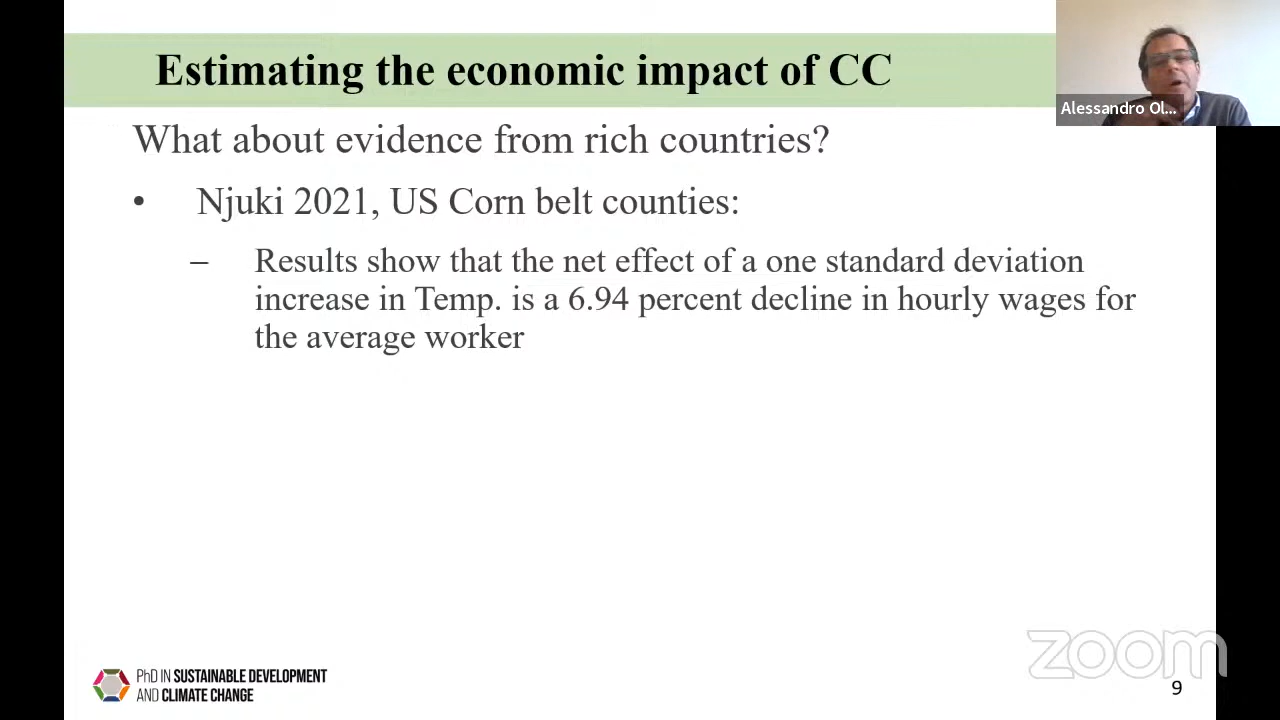 Estimating the economic impact of CC
Alessandro Ol...
What about evidence from rich countries?
• Njuki 2021, US Corn belt counties:
– Results show that the net effect of a one standard deviation
increase in Temp. is a 6.94 percent decline in hourly wages for
the average worker
PhD IN SUSTAINABLE DEVELOPMENT
AND CLIMATE CHANGE
zoom
9